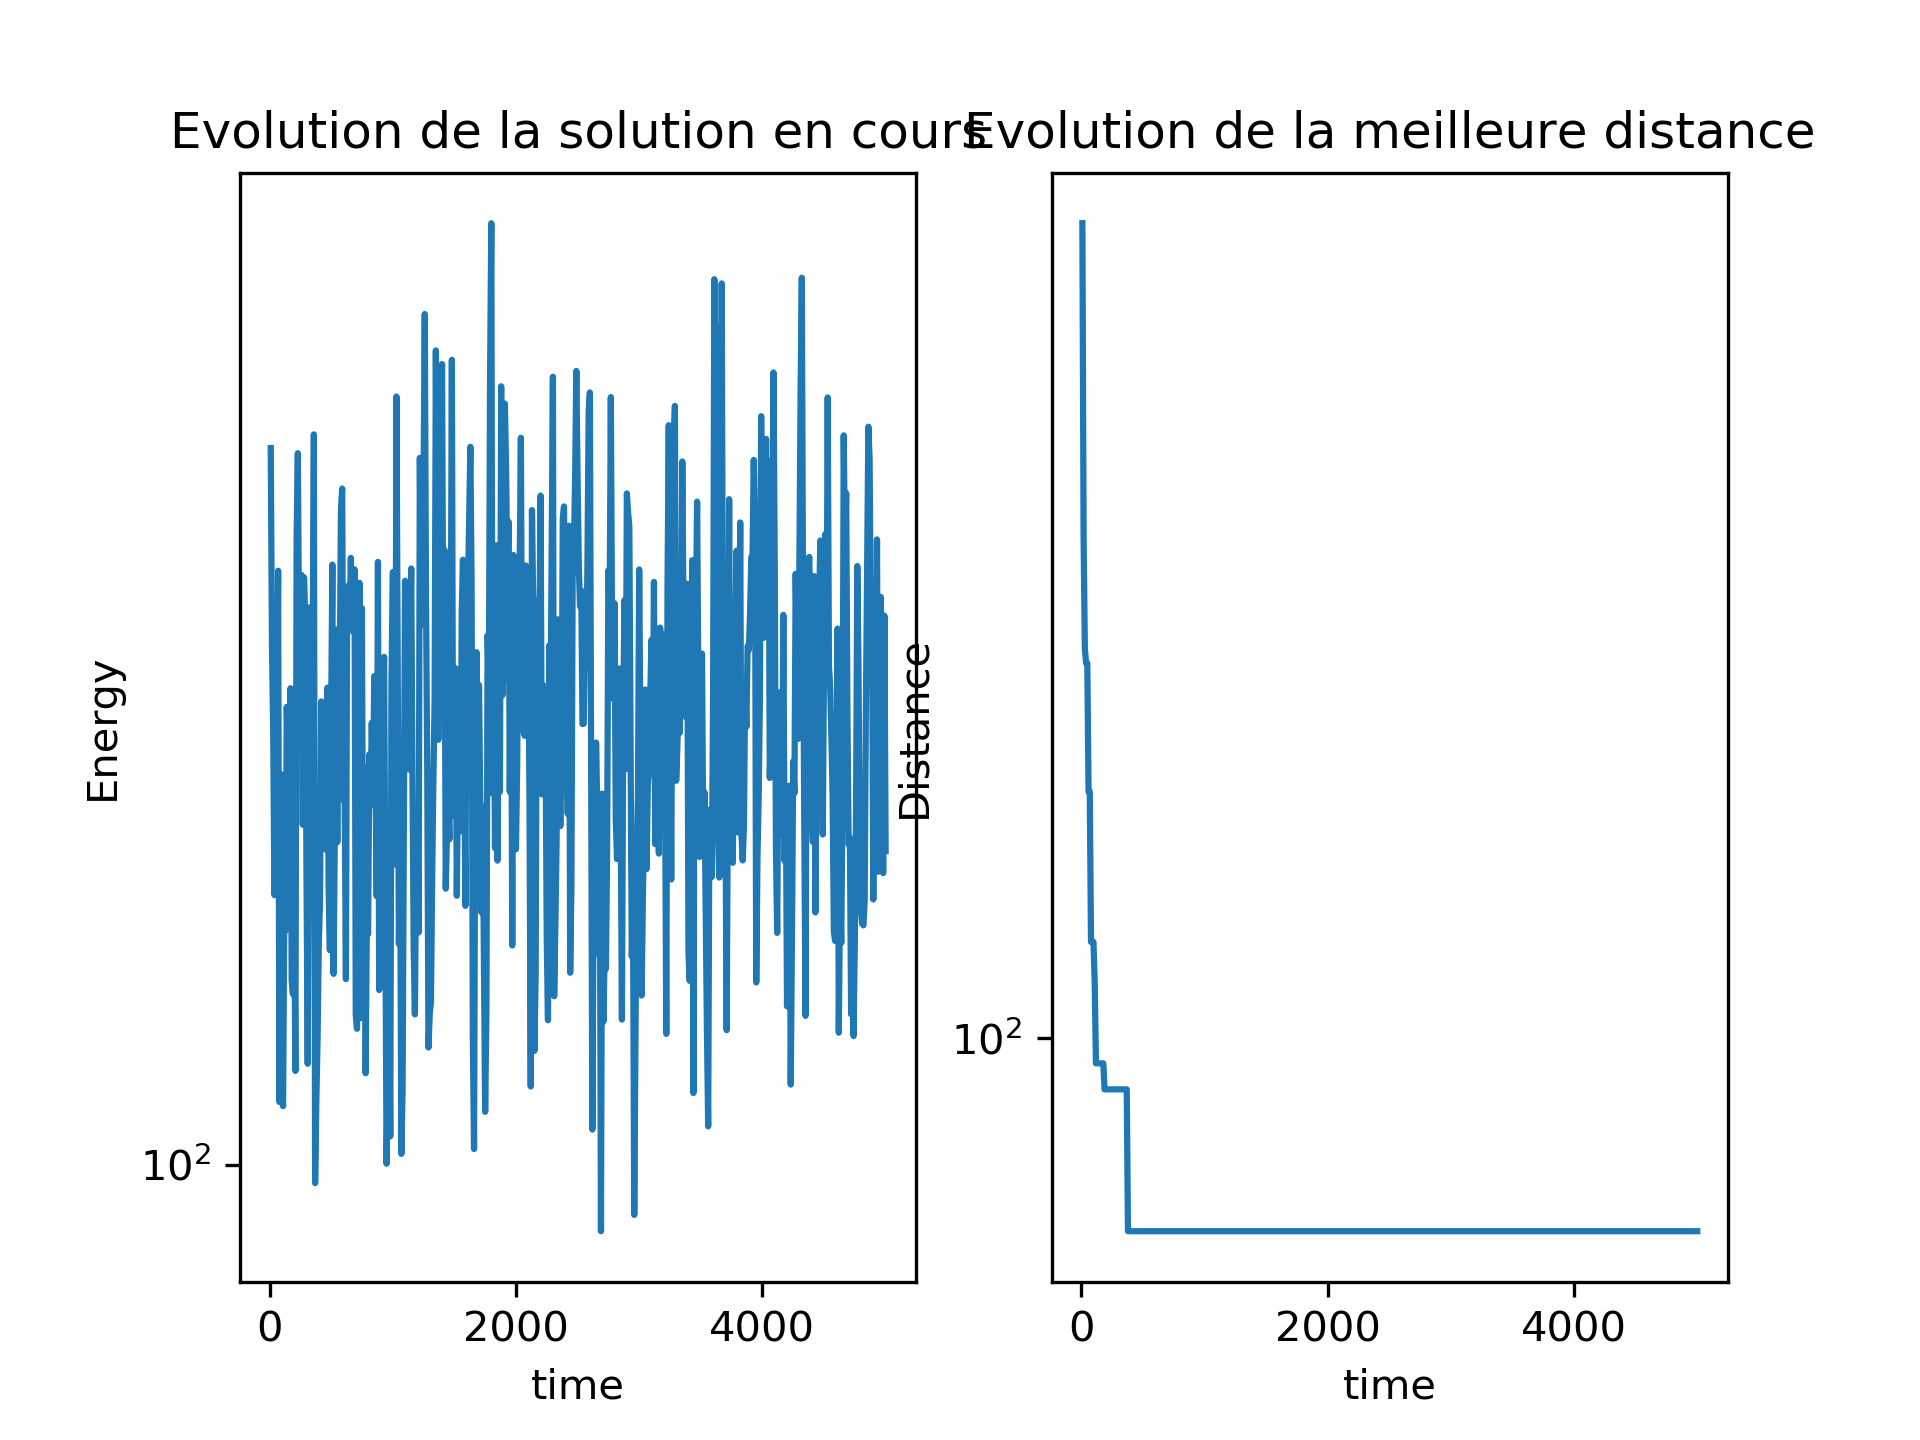 Evolution de la solution en cours
Energy
10²
0 2000 4000
time
Evolution de la meilleure distance
Distance
10²
0 2000 4000
time